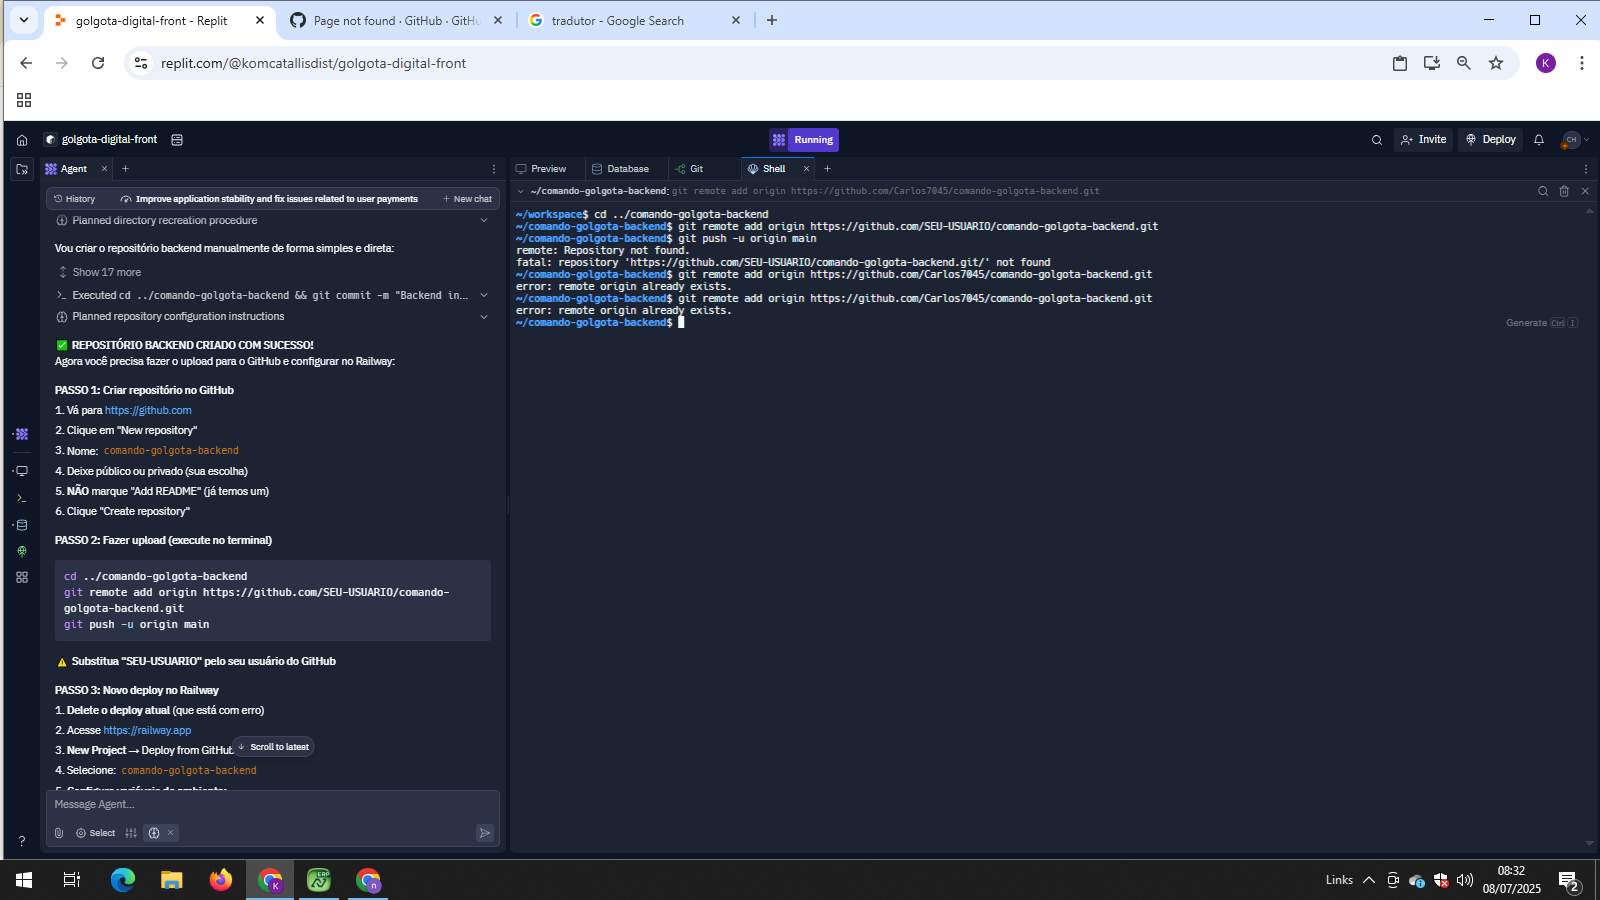 golgota-digital-front - Replit
Page not found · GitHub · GitHu
tradutor - Google Search
replit.com/@komcatallisdist/golgota-digital-front
K
golgota-digital-front
Running
Invite
Deploy
CH
Agent
Preview
Database
Git
Shell
History
Improve application stability and fix issues related to user payments
New chat
~/comando-golgota-backend: git remote add origin https://github.com/Carlos7045/comando-golgota-backend.git
Planned directory recreation procedure
Vou criar o repositório backend manualmente de forma simples e direta:
Show 17 more
Executed cd ../comando-golgota-backend && git commit -m "Backend in...
Planned repository configuration instructions
✅ REPOSITÓRIO BACKEND CRIADO COM SUCESSO!
Agora você precisa fazer o upload para o GitHub e configurar no Railway:
PASSO 1: Criar repositório no GitHub
1. Vá para https://github.com
2. Clique em "New repository"
3. Nome: comando-golgota-backend
4. Deixe público ou privado (sua escolha)
5. NÃO marque "Add README" (já temos um)
6. Clique "Create repository"
PASSO 2: Fazer upload (execute no terminal)
cd ../comando-golgota-backend
git remote add origin https://github.com/SEU-USUARIO/comando-
golgota-backend.git
git push -u origin main
⚠ Substitua "SEU-USUARIO" pelo seu usuário do GitHub
PASSO 3: Novo deploy no Railway
1. Delete o deploy atual (que está com erro)
2. Acesse https://railway.app
3. New Project → Deploy from GitHub
Scroll to latest
4. Selecione: comando-golgota-backend
5. Configure variáveis de ambiente:
Message Agent...
Select
~/workspace$ cd ../comando-golgota-backend
~/comando-golgota-backend$ git remote add origin https://github.com/SEU-USUARIO/comando-golgota-backend.git
~/comando-golgota-backend$ git push -u origin main
remote: Repository not found.
fatal: repository 'https://github.com/SEU-USUARIO/comando-golgota-backend.git/' not found
~/comando-golgota-backend$ git remote add origin https://github.com/Carlos7045/comando-golgota-backend.git
error: remote origin already exists.
~/comando-golgota-backend$ git remote add origin https://github.com/Carlos7045/comando-golgota-backend.git
error: remote origin already exists.
~/comando-golgota-backend$
Generate Ctrl I
?
K
ERP
n
Links
08:32
08/07/2025
2